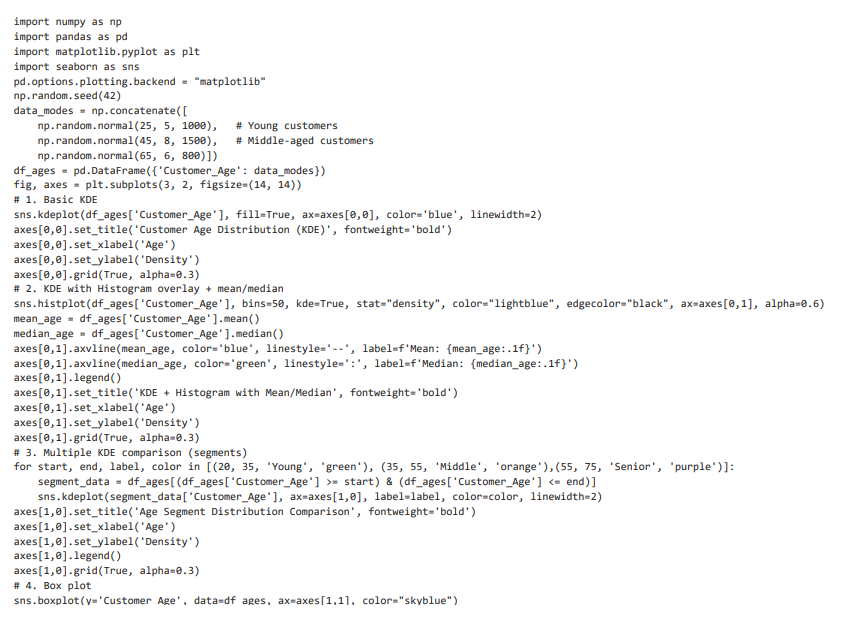 import numpy as np
import pandas as pd
import matplotlib.pyplot as plt
import seaborn as sns
pd.options.plotting.backend = "matplotlib"
np.random.seed(42)
data_modes = np.concatenate([
    np.random.normal(25, 5, 1000),   # Young customers
    np.random.normal(45, 8, 1500),   # Middle-aged customers
    np.random.normal(65, 6, 800)])
df_ages = pd.DataFrame({'Customer_Age': data_modes})
fig, axes = plt.subplots(3, 2, figsize=(14, 14))
# 1. Basic KDE
sns.kdeplot(df_ages['Customer_Age'], fill=True, ax=axes[0,0], color='blue', linewidth=2)
axes[0,0].set_title('Customer Age Distribution (KDE)', fontweight='bold')
axes[0,0].set_xlabel('Age')
axes[0,0].set_ylabel('Density')
axes[0,0].grid(True, alpha=0.3)
# 2. KDE with Histogram overlay + mean/median
sns.histplot(df_ages['Customer_Age'], bins=50, kde=True, stat="density", color="lightblue", edgecolor="black", ax=axes[0,1], alpha=0.6)
mean_age = df_ages['Customer_Age'].mean()
median_age = df_ages['Customer_Age'].median()
axes[0,1].axvline(mean_age, color='blue', linestyle='--', label=f'Mean: {mean_age:.1f}')
axes[0,1].axvline(median_age, color='green', linestyle=':', label=f'Median: {median_age:.1f}')
axes[0,1].legend()
axes[0,1].set_title('KDE + Histogram with Mean/Median', fontweight='bold')
axes[0,1].set_xlabel('Age')
axes[0,1].set_ylabel('Density')
axes[0,1].grid(True, alpha=0.3)
# 3. Multiple KDE comparison (segments)
for start, end, label, color in [(20, 35, 'Young', 'green'), (35, 55, 'Middle', 'orange'),(55, 75, 'Senior', 'purple')]:
    segment_data = df_ages[(df_ages['Customer_Age'] >= start) & (df_ages['Customer_Age'] <= end)]
    sns.kdeplot(segment_data['Customer_Age'], ax=axes[1,0], label=label, color=color, linewidth=2)
axes[1,0].set_title('Age Segment Distribution Comparison', fontweight='bold')
axes[1,0].set_xlabel('Age')
axes[1,0].set_ylabel('Density')
axes[1,0].legend()
axes[1,0].grid(True, alpha=0.3)
# 4. Box plot
sns.boxplot(y='Customer_Age', data=df_ages, ax=axes[1,1], color="skyblue")